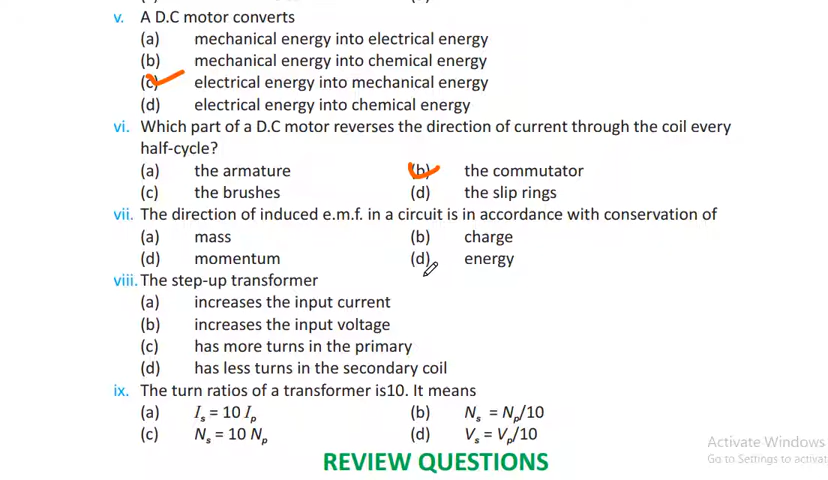 v. A D.C motor converts
(a) mechanical energy into electrical energy
(b) mechanical energy into chemical energy
(c) electrical energy into mechanical energy
(d) electrical energy into chemical energy
vi. Which part of a D.C motor reverses the direction of current through the coil every
half-cycle?
(a) the armature (b) the commutator
(c) the brushes (d) the slip rings
vii. The direction of induced e.m.f. in a circuit is in accordance with conservation of
(a) mass (b) charge
(d) momentum (d) energy
viii. The step-up transformer
(a) increases the input current
(b) increases the input voltage
(c) has more turns in the primary
(d) has less turns in the secondary coil
ix. The turn ratios of a transformer is10. It means
(a) Iₛ = 10 Iₚ (b) Nₛ = Nₚ/10
(c) Nₛ = 10 Nₚ (d) Vₛ = Vₚ/10
REVIEW QUESTIONS
Activate Windows
Go to Settings to activat